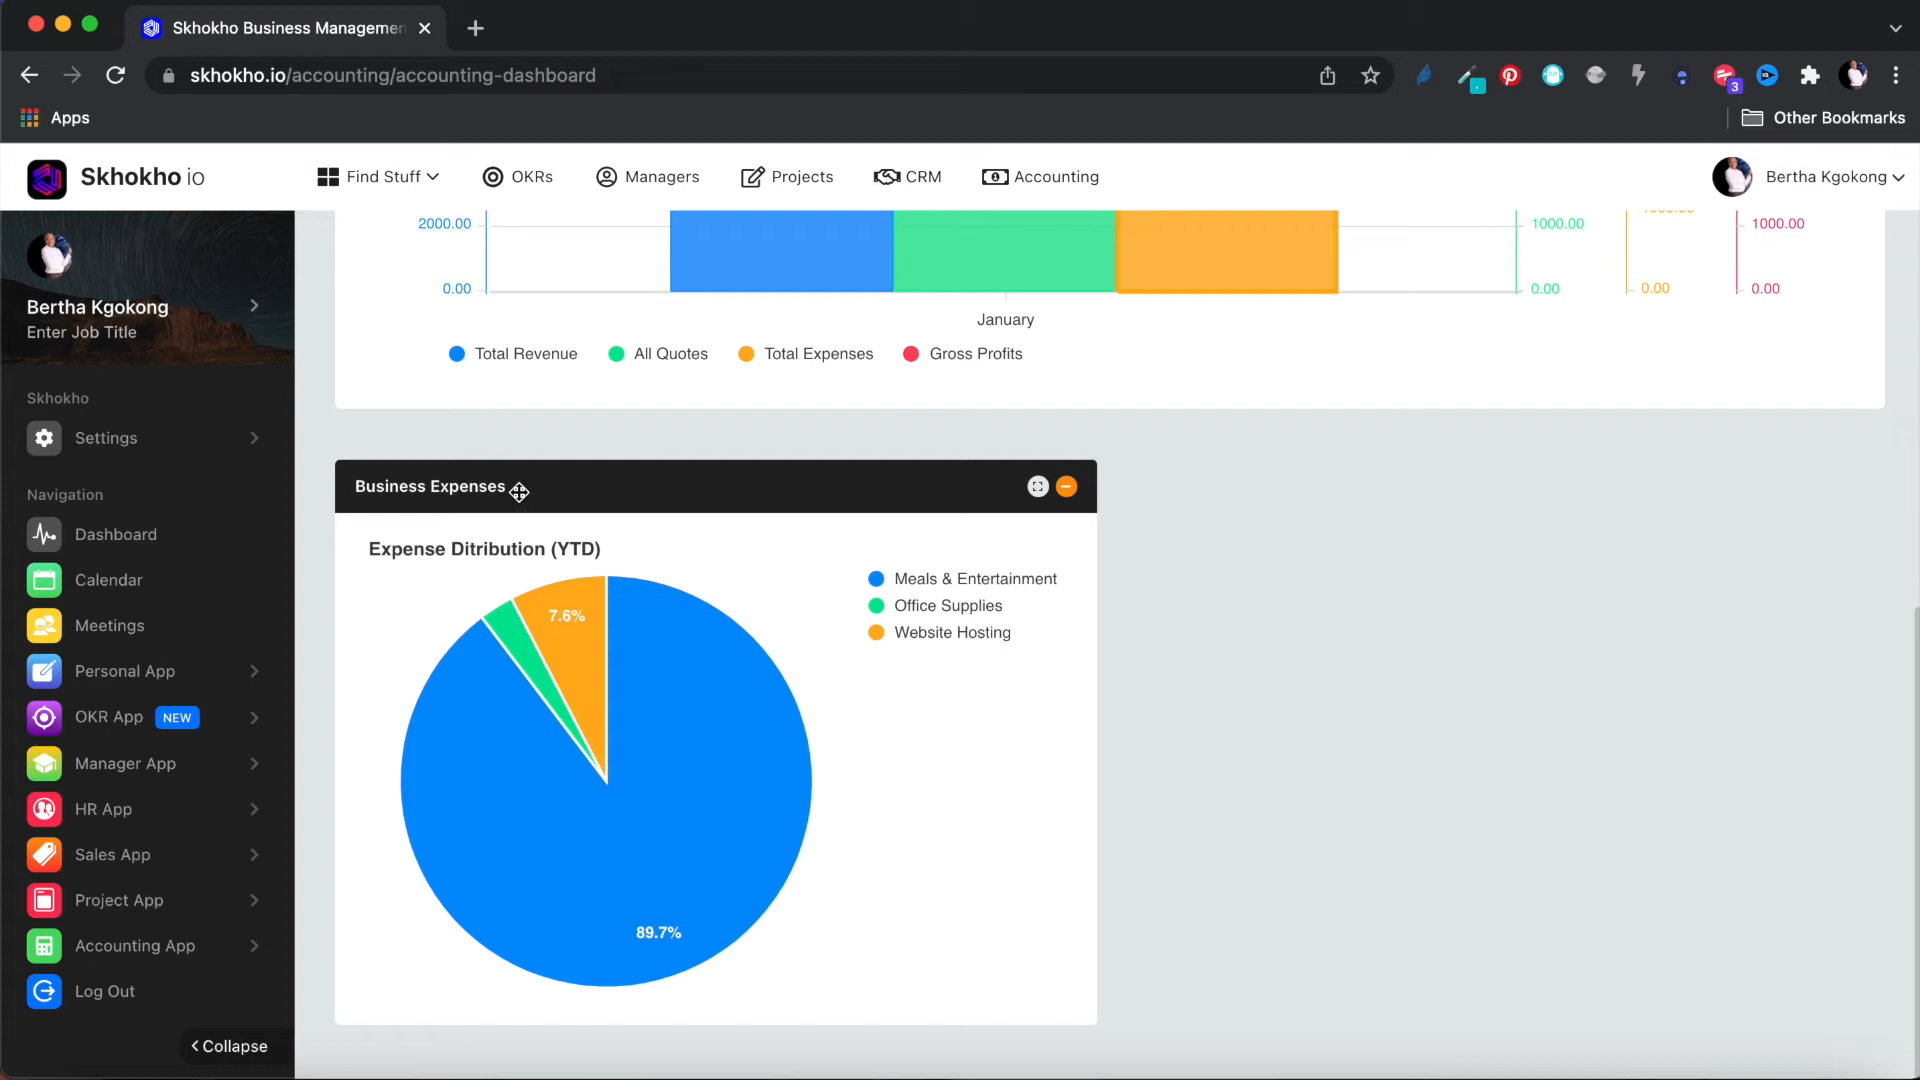 Skhokho Business Managemen
skhokho.io/accounting/accounting-dashboard
3
Apps
Other Bookmarks
Skhokho io
Find Stuff
OKRs
Managers
Projects
CRM
Accounting
Bertha Kgokong
Bertha Kgokong
Enter Job Title
Skhokho
Settings
Navigation
Dashboard
Calendar
Meetings
Personal App
OKR App NEW
Manager App
HR App
Sales App
Project App
Accounting App
Log Out
Collapse
2000.00
0.00
1000.00
0.00
1000.00
0.00
1000.00
0.00
January
Total Revenue
All Quotes
Total Expenses
Gross Profits
Business Expenses
Expense Ditribution (YTD)
7.6%
89.7%
Meals & Entertainment
Office Supplies
Website Hosting